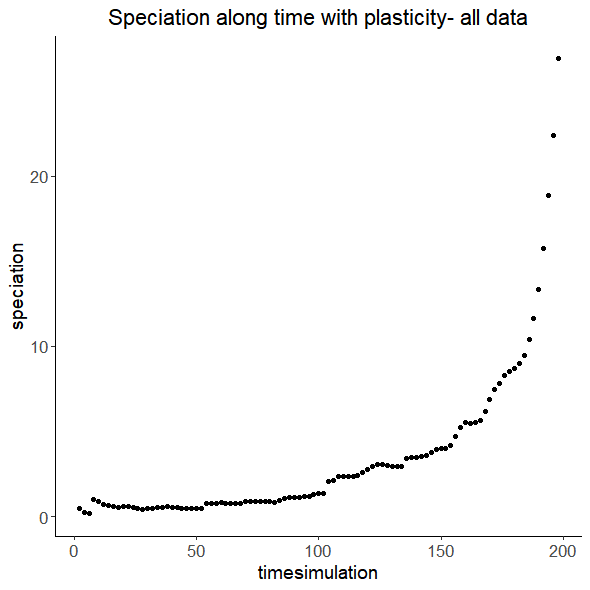 Speciation along time with plasticity- all data
20
10
0
speciation
0 50 100 150 200
timesimulation